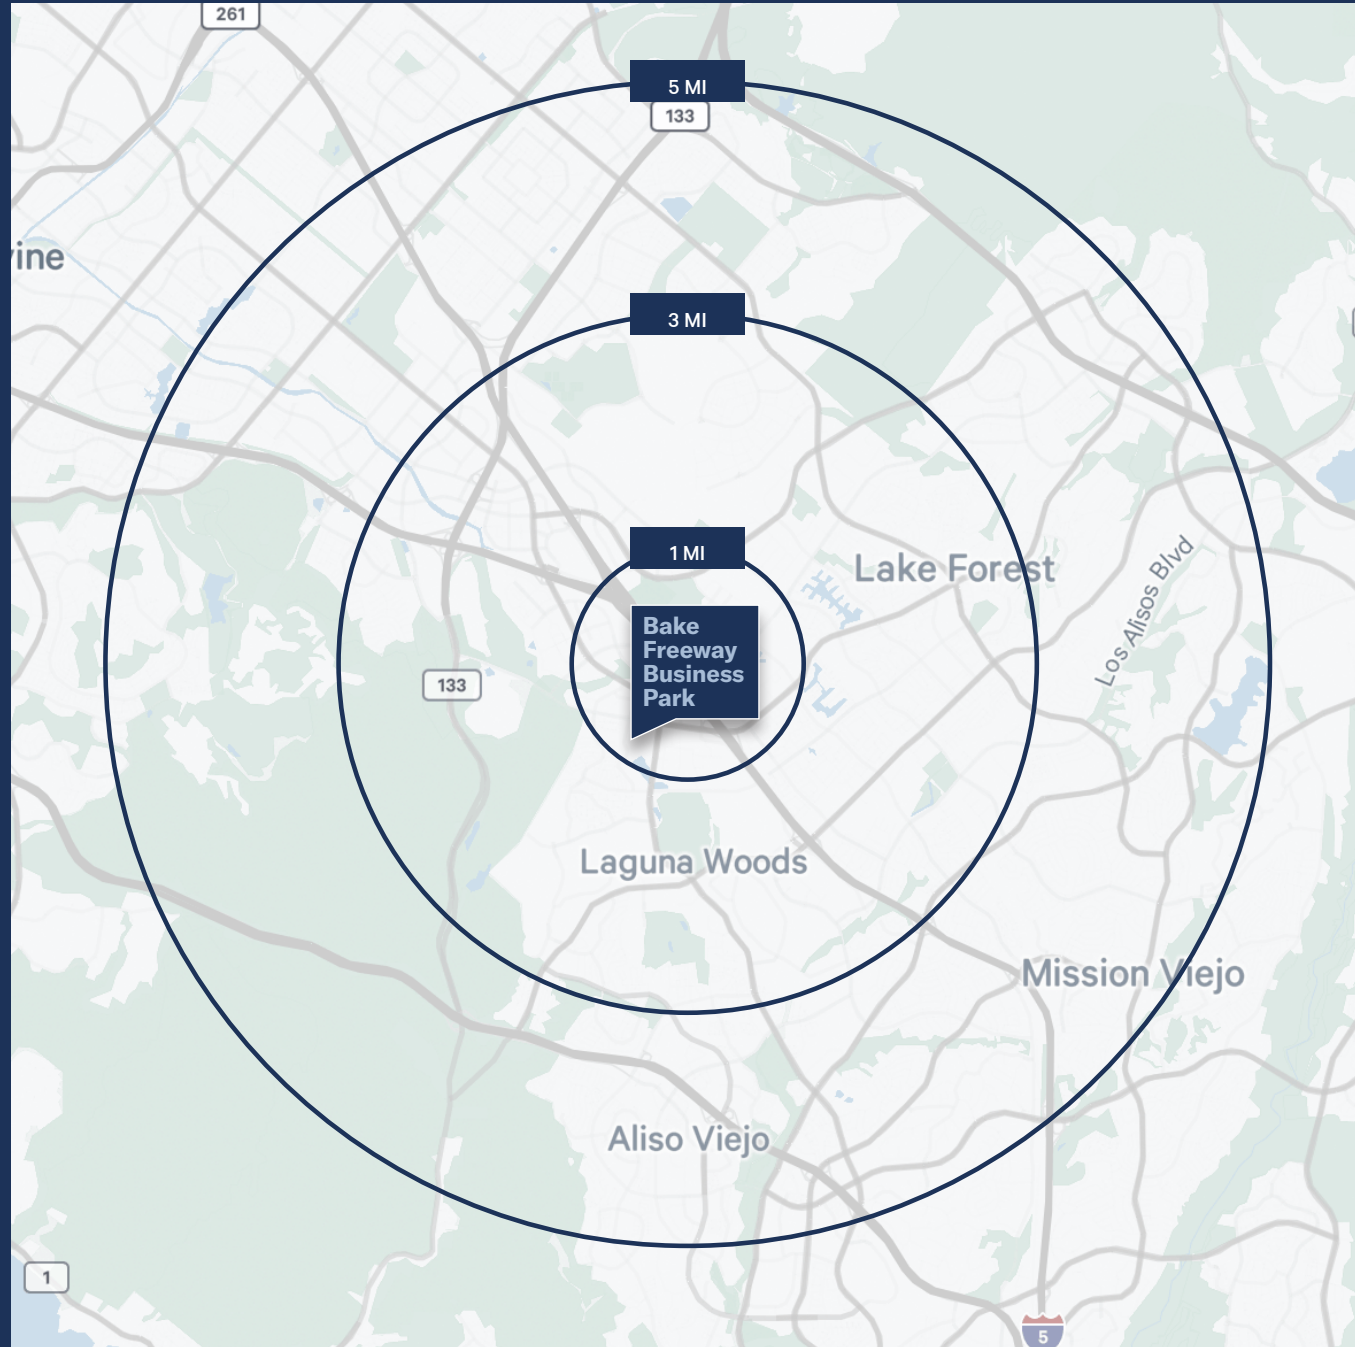 261
5 MI
133
vine
3 MI
1 MI
Lake Forest
Los Alisos Blvd
Bake
Freeway
Business
Park
133
Laguna Woods
Mission Viejo
Aliso Viejo
1
5